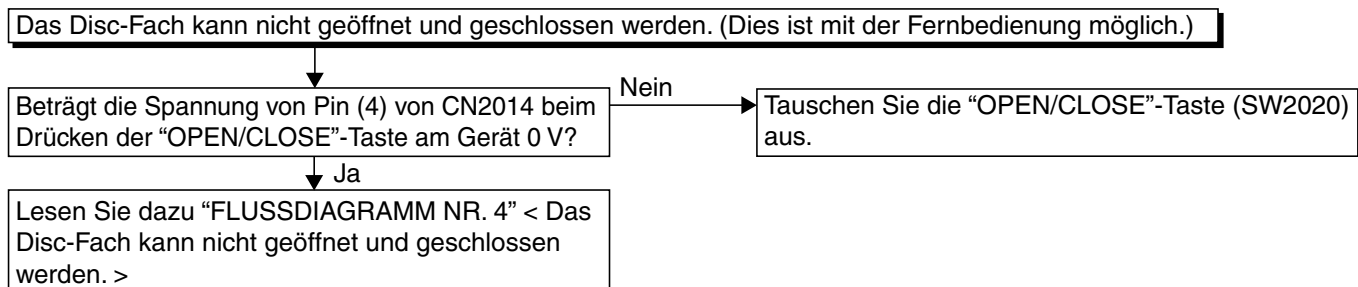 Das Disc-Fach kann nicht geöffnet und geschlossen werden. (Dies ist mit der Fernbedienung möglich.)
Beträgt die Spannung von Pin (4) von CN2014 beim
Drücken der “OPEN/CLOSE”-Taste am Gerät 0 V?
Nein
Tauschen Sie die “OPEN/CLOSE”-Taste (SW2020)
aus.
Ja
Lesen Sie dazu “FLUSSDIAGRAMM NR. 4” < Das
Disc-Fach kann nicht geöffnet und geschlossen
werden. >